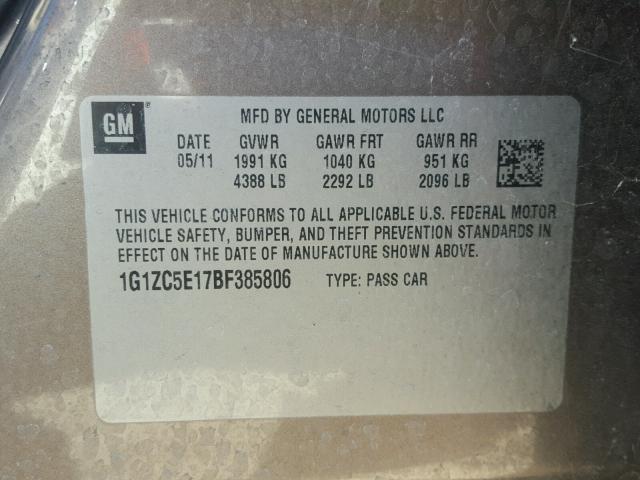 GM
MFD BY GENERAL MOTORS LLC
DATE GVWR GAWR FRT GAWR RR
05/11 1991 KG 1040 KG 951 KG
4388 LB 2292 LB 2096 LB
THIS VEHICLE CONFORMS TO ALL APPLICABLE U.S. FEDERAL MOTOR
VEHICLE SAFETY, BUMPER, AND THEFT PREVENTION STANDARDS IN
EFFECT ON THE DATE OF MANUFACTURE SHOWN ABOVE.
1G1ZC5E17BF385806 TYPE: PASS CAR